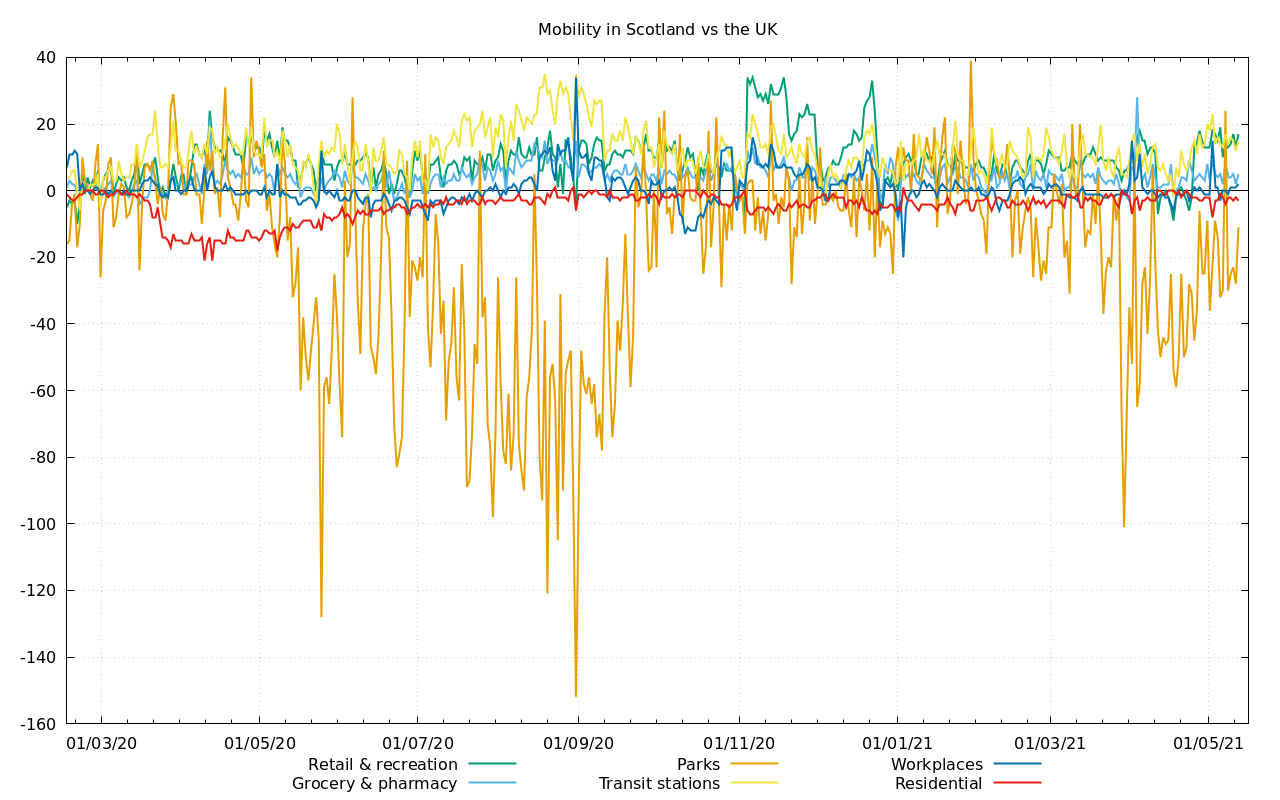 Mobility in Scotland vs the UK
40
20
0
-20
-40
-60
-80
-100
-120
-140
-160
01/03/20 01/05/20 01/07/20 01/09/20 01/11/20 01/01/21 01/03/21 01/05/21
Retail & recreation Parks Workplaces
Grocery & pharmacy Transit stations Residential